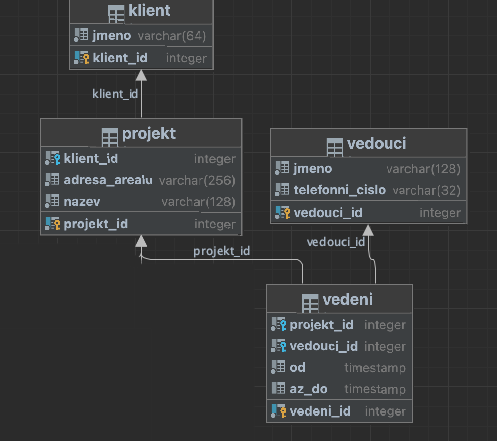 klient
jmeno varchar(64)
klient_id integer
klient_id
projekt
klient_id integer
adresa_arealu varchar(256)
nazev varchar(128)
projekt_id integer
vedouci
jmeno varchar(128)
telefonni_cislo varchar(32)
vedouci_id integer
projekt_id
vedouci_id
vedeni
projekt_id integer
vedouci_id integer
od timestamp
az_do timestamp
vedeni_id integer